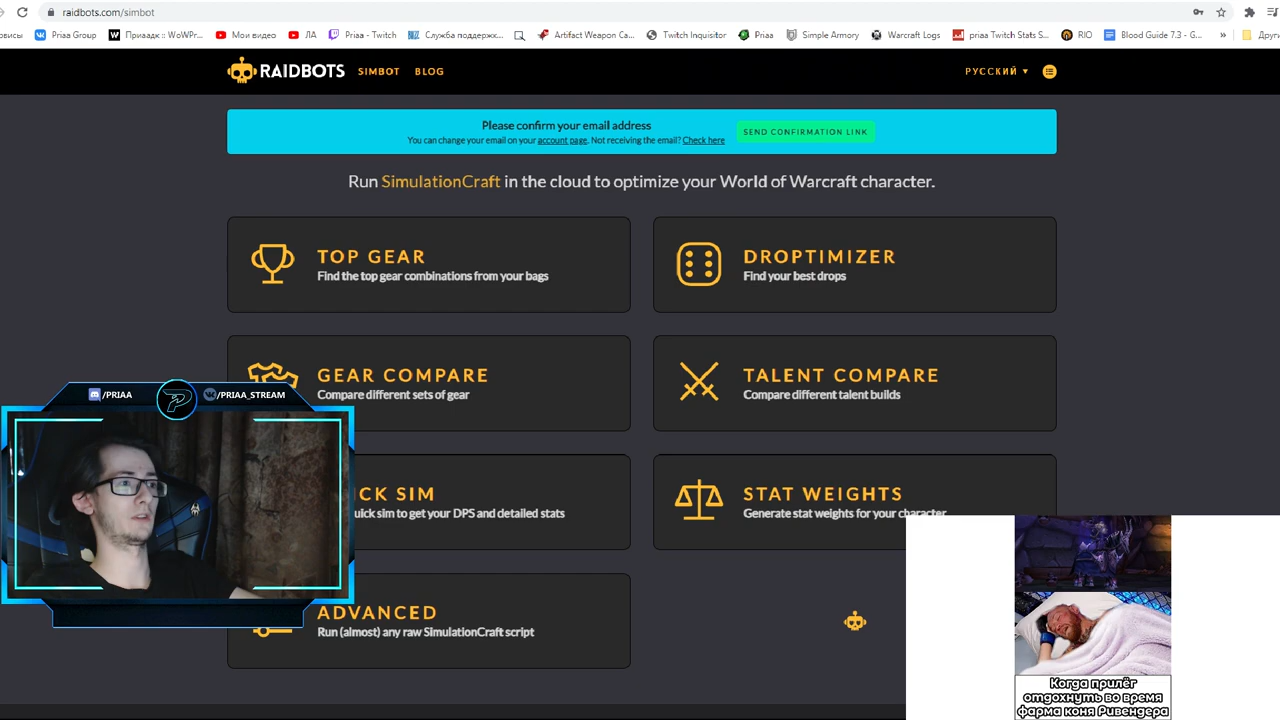 raidbots.com/simbot
Priaa Group
Приаадк :: WoWPr...
Мои видео
ЛА
Priaa - Twitch
Служба поддержк...
Artifact Weapon Ca...
Twitch Inquisitor
Priaa
Simple Armory
Warcraft Logs
priaa Twitch Stats S...
RIO
Blood Guide 7.3 - G...
»
RAIDBOTS
SIMBOT
BLOG
РУССКИЙ ▼
Please confirm your email address
You can change your email on your account page. Not receiving the email? Check here
SEND CONFIRMATION LINK
Run SimulationCraft in the cloud to optimize your World of Warcraft character.
TOP GEAR
Find the top gear combinations from your bags
DROPTIMIZER
Find your best drops
GEAR COMPARE
Compare different sets of gear
TALENT COMPARE
Compare different talent builds
/PRIAA
/PRIAA_STREAM
CK SIM
uick sim to get your DPS and detailed stats
STAT WEIGHTS
Generate stat weights for your character
ADVANCED
Run (almost) any raw SimulationCraft script
Когда прилёг
отдохнуть во время
фарма коня Ривендера